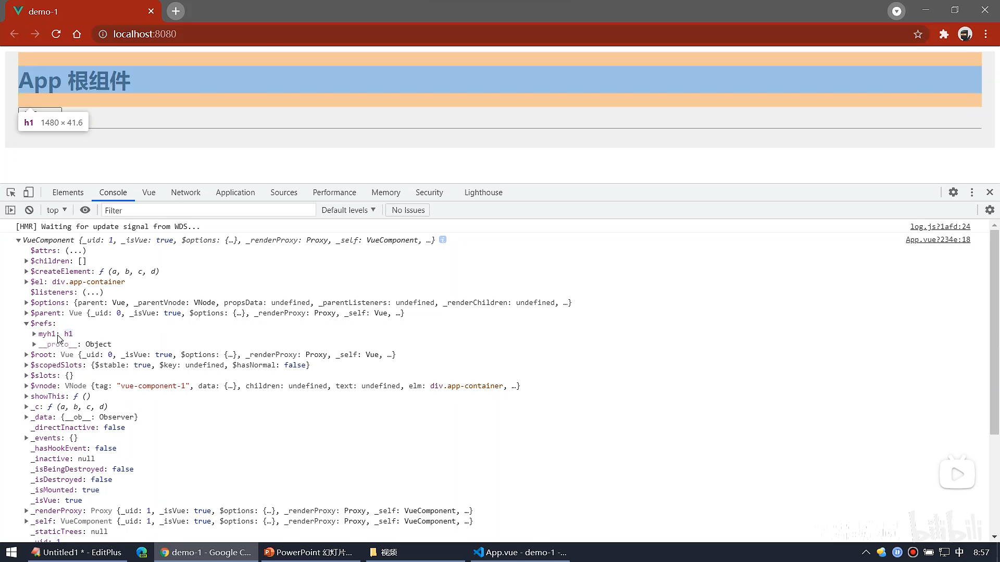 demo-1
localhost:8080
App 根组件
h1 1480 × 41.6
Elements Console Vue Network Application Sources Performance Memory Security Lighthouse
top Filter Default levels No Issues
[HMR] Waiting for update signal from WDS... log.js?1afd:24
VueComponent {_uid: 1, _isVue: true, $options: {…}, _renderProxy: Proxy, _self: VueComponent, …} App.vue?234e:18
$attrs: (...)
$children: []
$createElement: ƒ (a, b, c, d)
$el: div.app-container
$listeners: (...)
$options: {parent: Vue, _parentVnode: VNode, propsData: undefined, _parentListeners: undefined, _renderChildren: undefined, …}
$parent: Vue {_uid: 0, _isVue: true, $options: {…}, _renderProxy: Proxy, _self: Vue, …}
$refs:
myh1: h1
__proto__: Object
$root: Vue {_uid: 0, _isVue: true, $options: {…}, _renderProxy: Proxy, _self: Vue, …}
$scopedSlots: {$stable: true, $key: undefined, $hasNormal: false}
$slots: {}
$vnode: VNode {tag: "vue-component-1", data: {…}, children: undefined, text: undefined, elm: div.app-container, …}
showThis: ƒ ()
_c: ƒ (a, b, c, d)
_data: {__ob__: Observer}
_directInactive: false
_events: {}
_hasHookEvent: false
_inactive: null
_isBeingDestroyed: false
_isDestroyed: false
_isMounted: true
_isVue: true
_renderProxy: Proxy {_uid: 1, _isVue: true, $options: {…}, _renderProxy: Proxy, _self: VueComponent, …}
_self: VueComponent {_uid: 1, _isVue: true, $options: {…}, _renderProxy: Proxy, _self: VueComponent, …}
_staticTrees: null
bilibili
Untitled1 * - EditPlus demo-1 - Google C... PowerPoint 幻灯片... 视频 App.vue - demo-1 -... 中 8:57